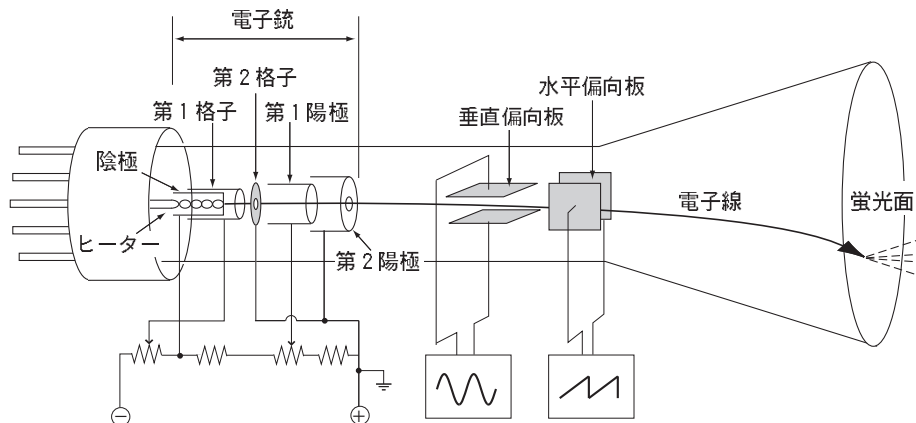 電子銃
第2格子
第1格子
第1陽極
水平偏向板
垂直偏向板
陰極
電子線
蛍光面
ヒーター
第2陽極
−
+